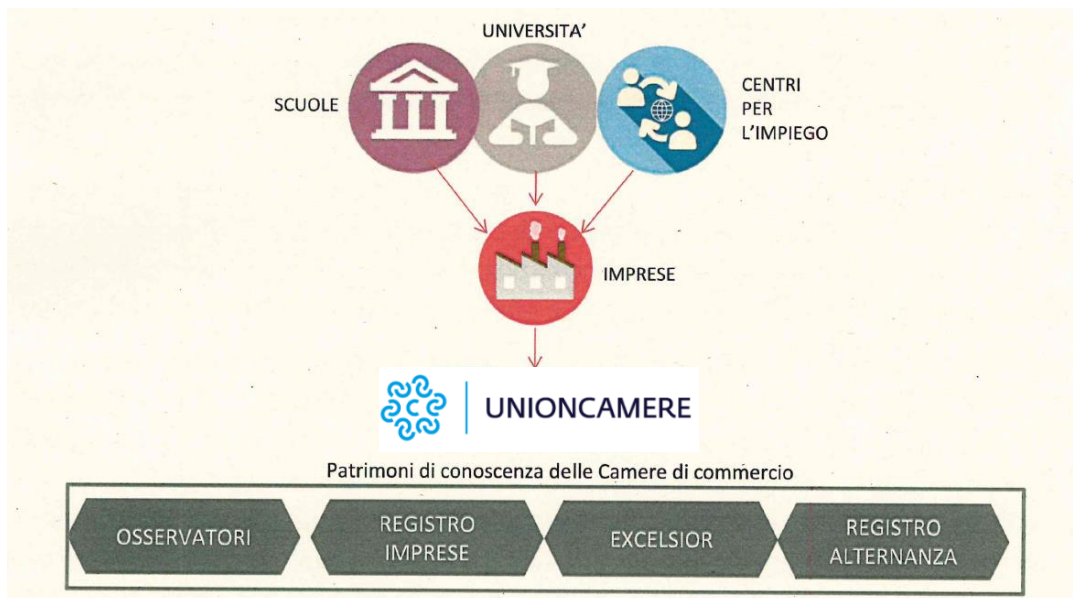 UNIVERSITA'
SCUOLE
CENTRI
PER
L'IMPIEGO
IMPRESE
UNIONCAMERE
Patrimoni di conoscenza delle Camere di commercio
OSSERVATORI
REGISTRO
IMPRESE
EXCELSIOR
REGISTRO
ALTERNANZA